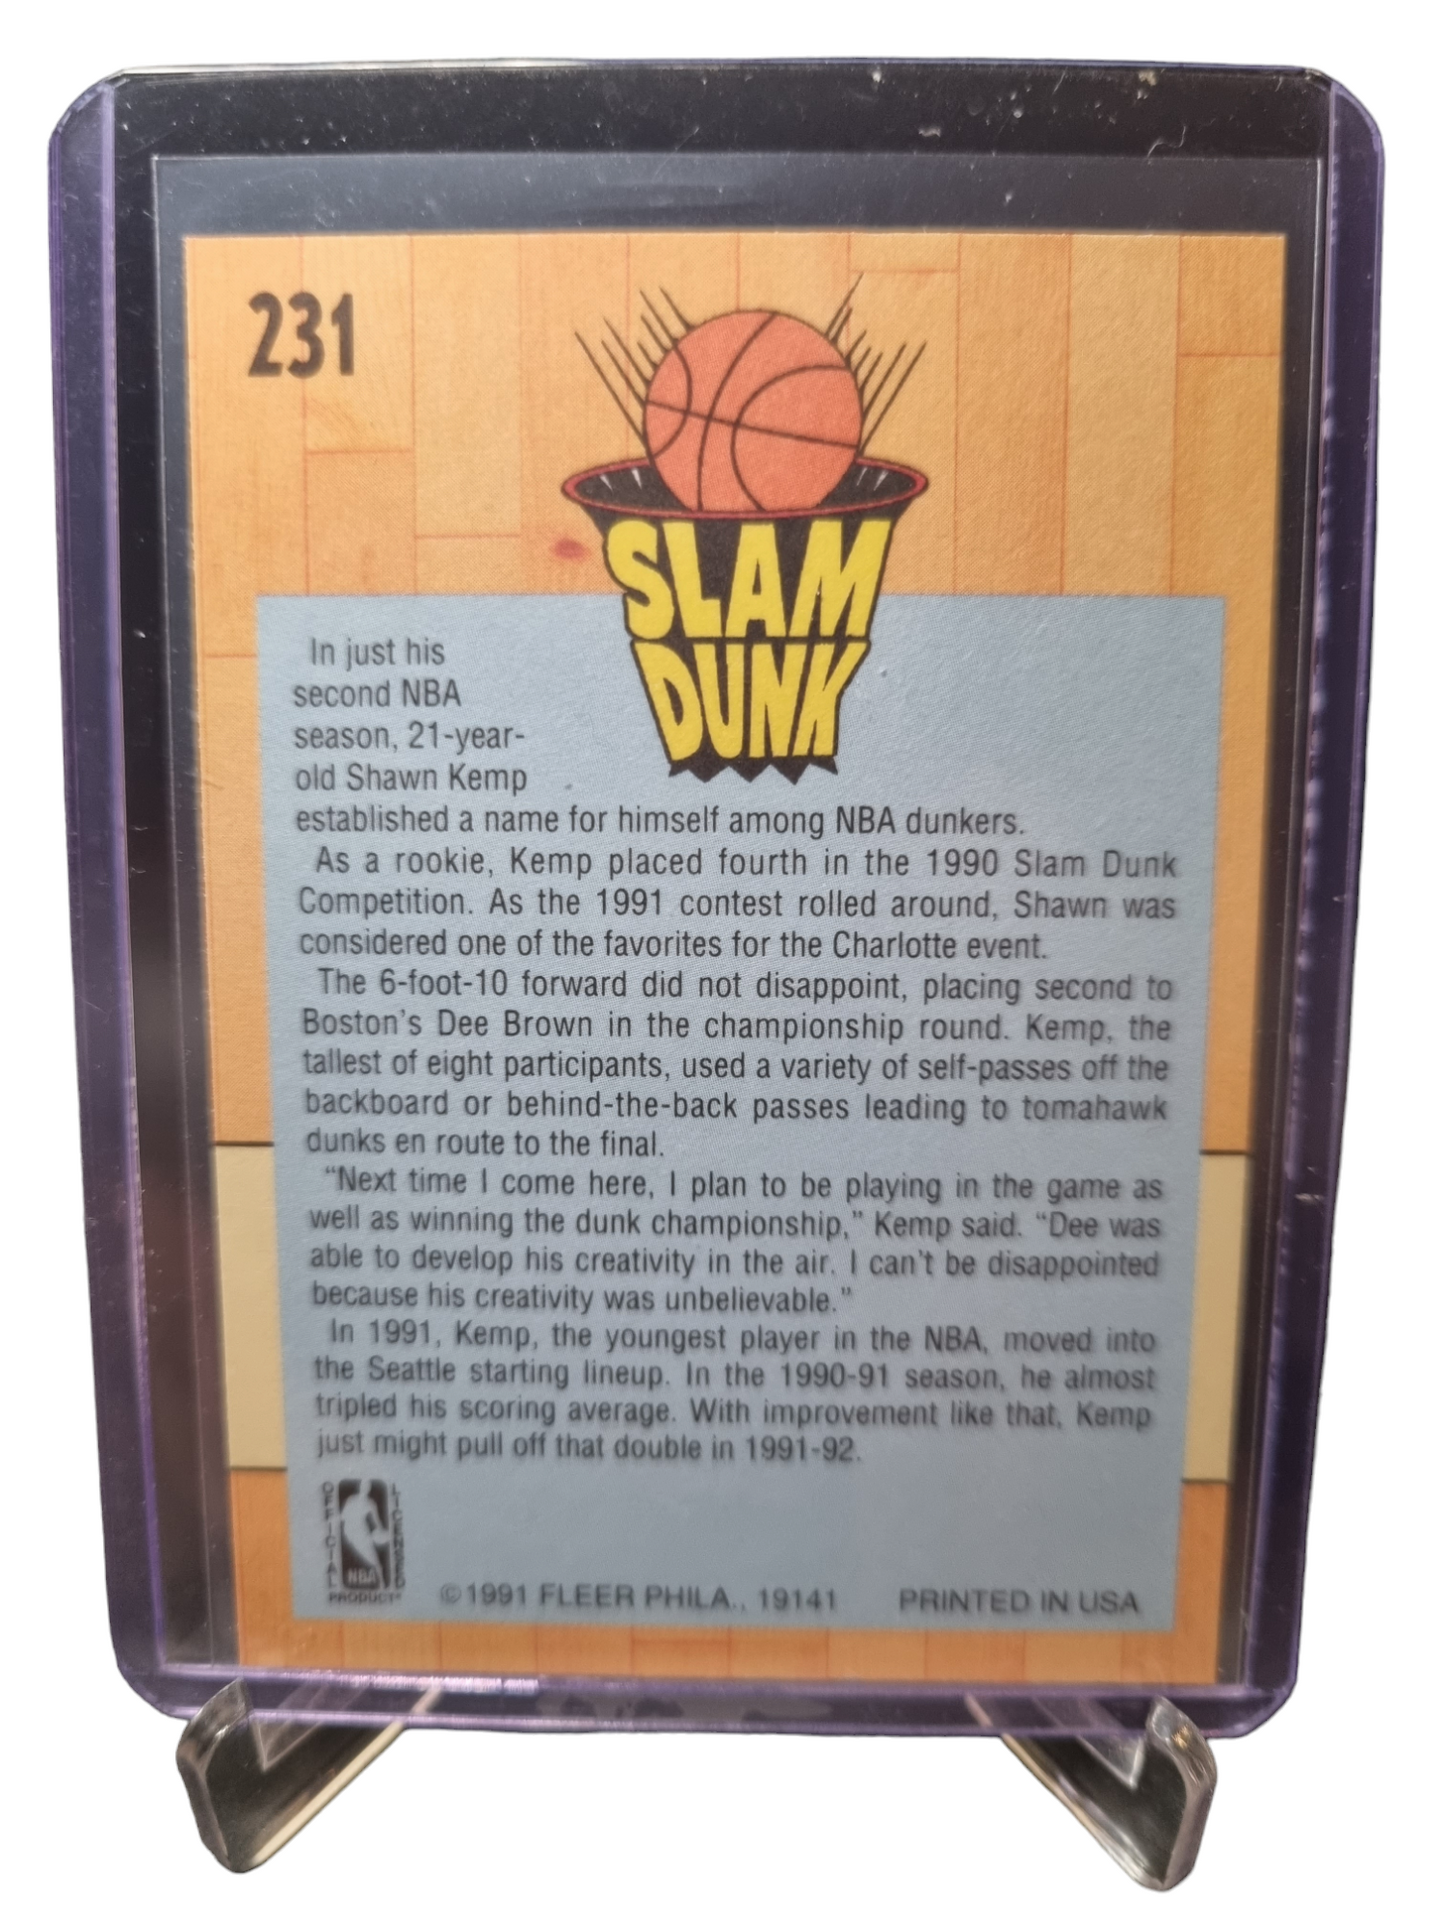 231
SLAM
DUNK
In just his
second NBA
season, 21-year-
old Shawn Kemp
established a name for himself among NBA dunkers.
As a rookie, Kemp placed fourth in the 1990 Slam Dunk
Competition. As the 1991 contest rolled around, Shawn was
considered one of the favorites for the Charlotte event.
The 6-foot-10 forward did not disappoint, placing second to
Boston's Dee Brown in the championship round. Kemp, the
tallest of eight participants, used a variety of self-passes off the
backboard or behind-the-back passes leading to tomahawk
dunks en route to the final.
“Next time I come here, I plan to be playing in the game as
well as winning the dunk championship,” Kemp said. “Dee was
able to develop his creativity in the air. I can't be disappointed
because his creativity was unbelievable.”
In 1991, Kemp, the youngest player in the NBA, moved into
the Seattle starting lineup. In the 1990-91 season, he almost
tripled his scoring average. With improvement like that, Kemp
just might pull off that double in 1991-92.
OFFICIAL
NBA
LICENSED
PRODUCT
©1991 FLEER PHILA., 19141 PRINTED IN USA